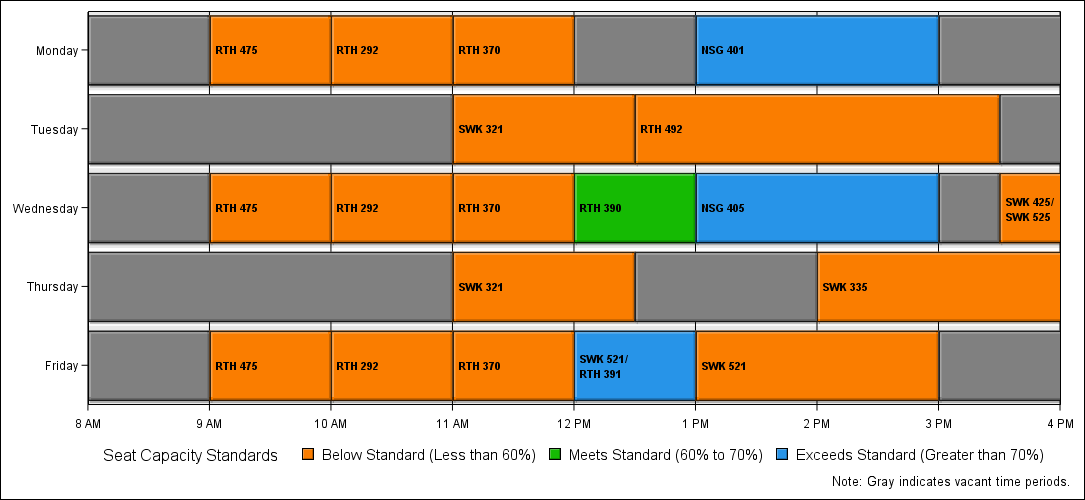 Monday
RTH 475
RTH 292
RTH 370
NSG 401
Tuesday
SWK 321
RTH 492
Wednesday
RTH 475
RTH 292
RTH 370
RTH 390
NSG 405
SWK 425/
SWK 525
Thursday
SWK 321
SWK 335
Friday
RTH 475
RTH 292
RTH 370
SWK 521/
RTH 391
SWK 521
8 AM 9 AM 10 AM 11 AM 12 PM 1 PM 2 PM 3 PM 4 PM
Seat Capacity Standards Below Standard (Less than 60%) Meets Standard (60% to 70%) Exceeds Standard (Greater than 70%)
Note: Gray indicates vacant time periods.